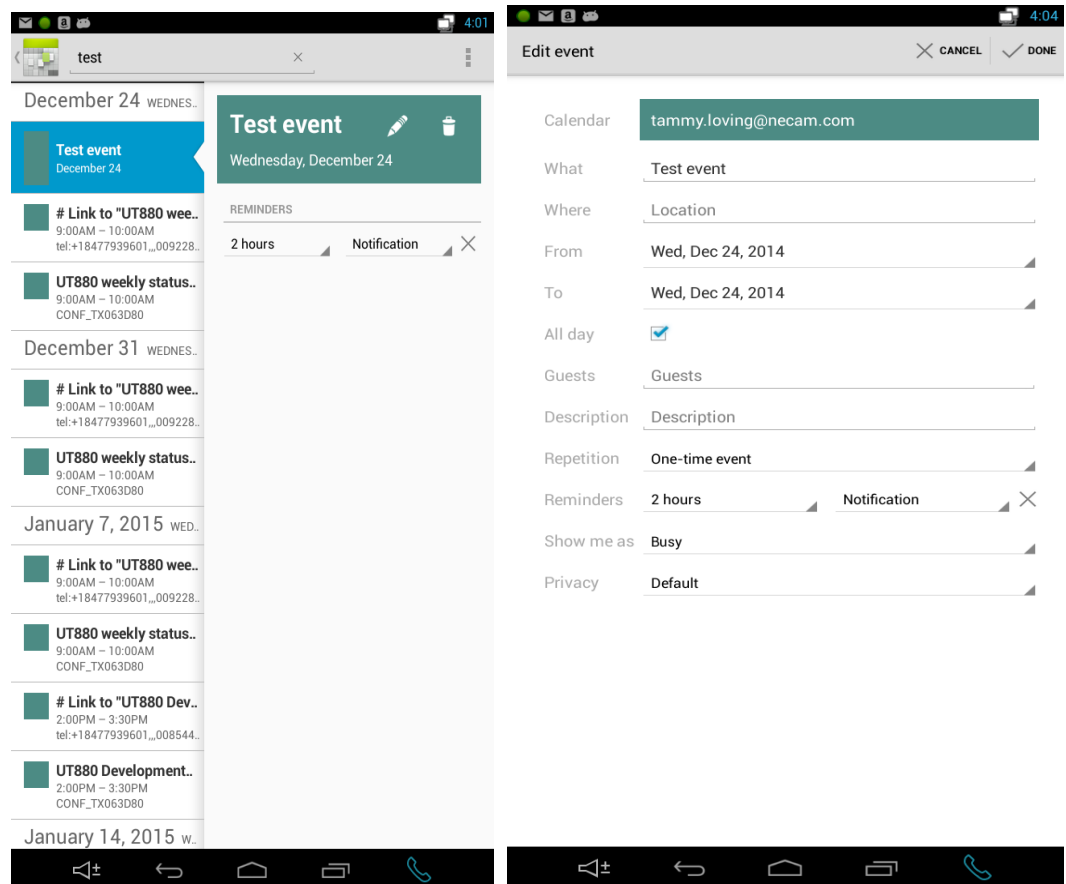 4:01
test
December 24 WEDNES..
Test event
December 24
# Link to "UT880 wee..
9:00AM – 10:00AM
tel:+18477939601,,,009228..
UT880 weekly status..
9:00AM – 10:00AM
CONF_TX063D80
December 31 WEDNES..
# Link to "UT880 wee..
9:00AM – 10:00AM
tel:+18477939601,,,009228..
UT880 weekly status..
9:00AM – 10:00AM
CONF_TX063D80
January 7, 2015 WED..
# Link to "UT880 wee..
9:00AM – 10:00AM
tel:+18477939601,,,009228..
UT880 weekly status..
9:00AM – 10:00AM
CONF_TX063D80
# Link to "UT880 Dev..
2:00PM – 3:30PM
tel:+18477939601,,,008544..
UT880 Development..
2:00PM – 3:30PM
CONF_TX063D80
January 14, 2015 W..
Test event
Wednesday, December 24
REMINDERS
2 hours Notification
4:04
Edit event CANCEL DONE
Calendar tammy.loving@necam.com
What Test event
Where Location
From Wed, Dec 24, 2014
To Wed, Dec 24, 2014
All day
Guests Guests
Description Description
Repetition One-time event
Reminders 2 hours Notification
Show me as Busy
Privacy Default